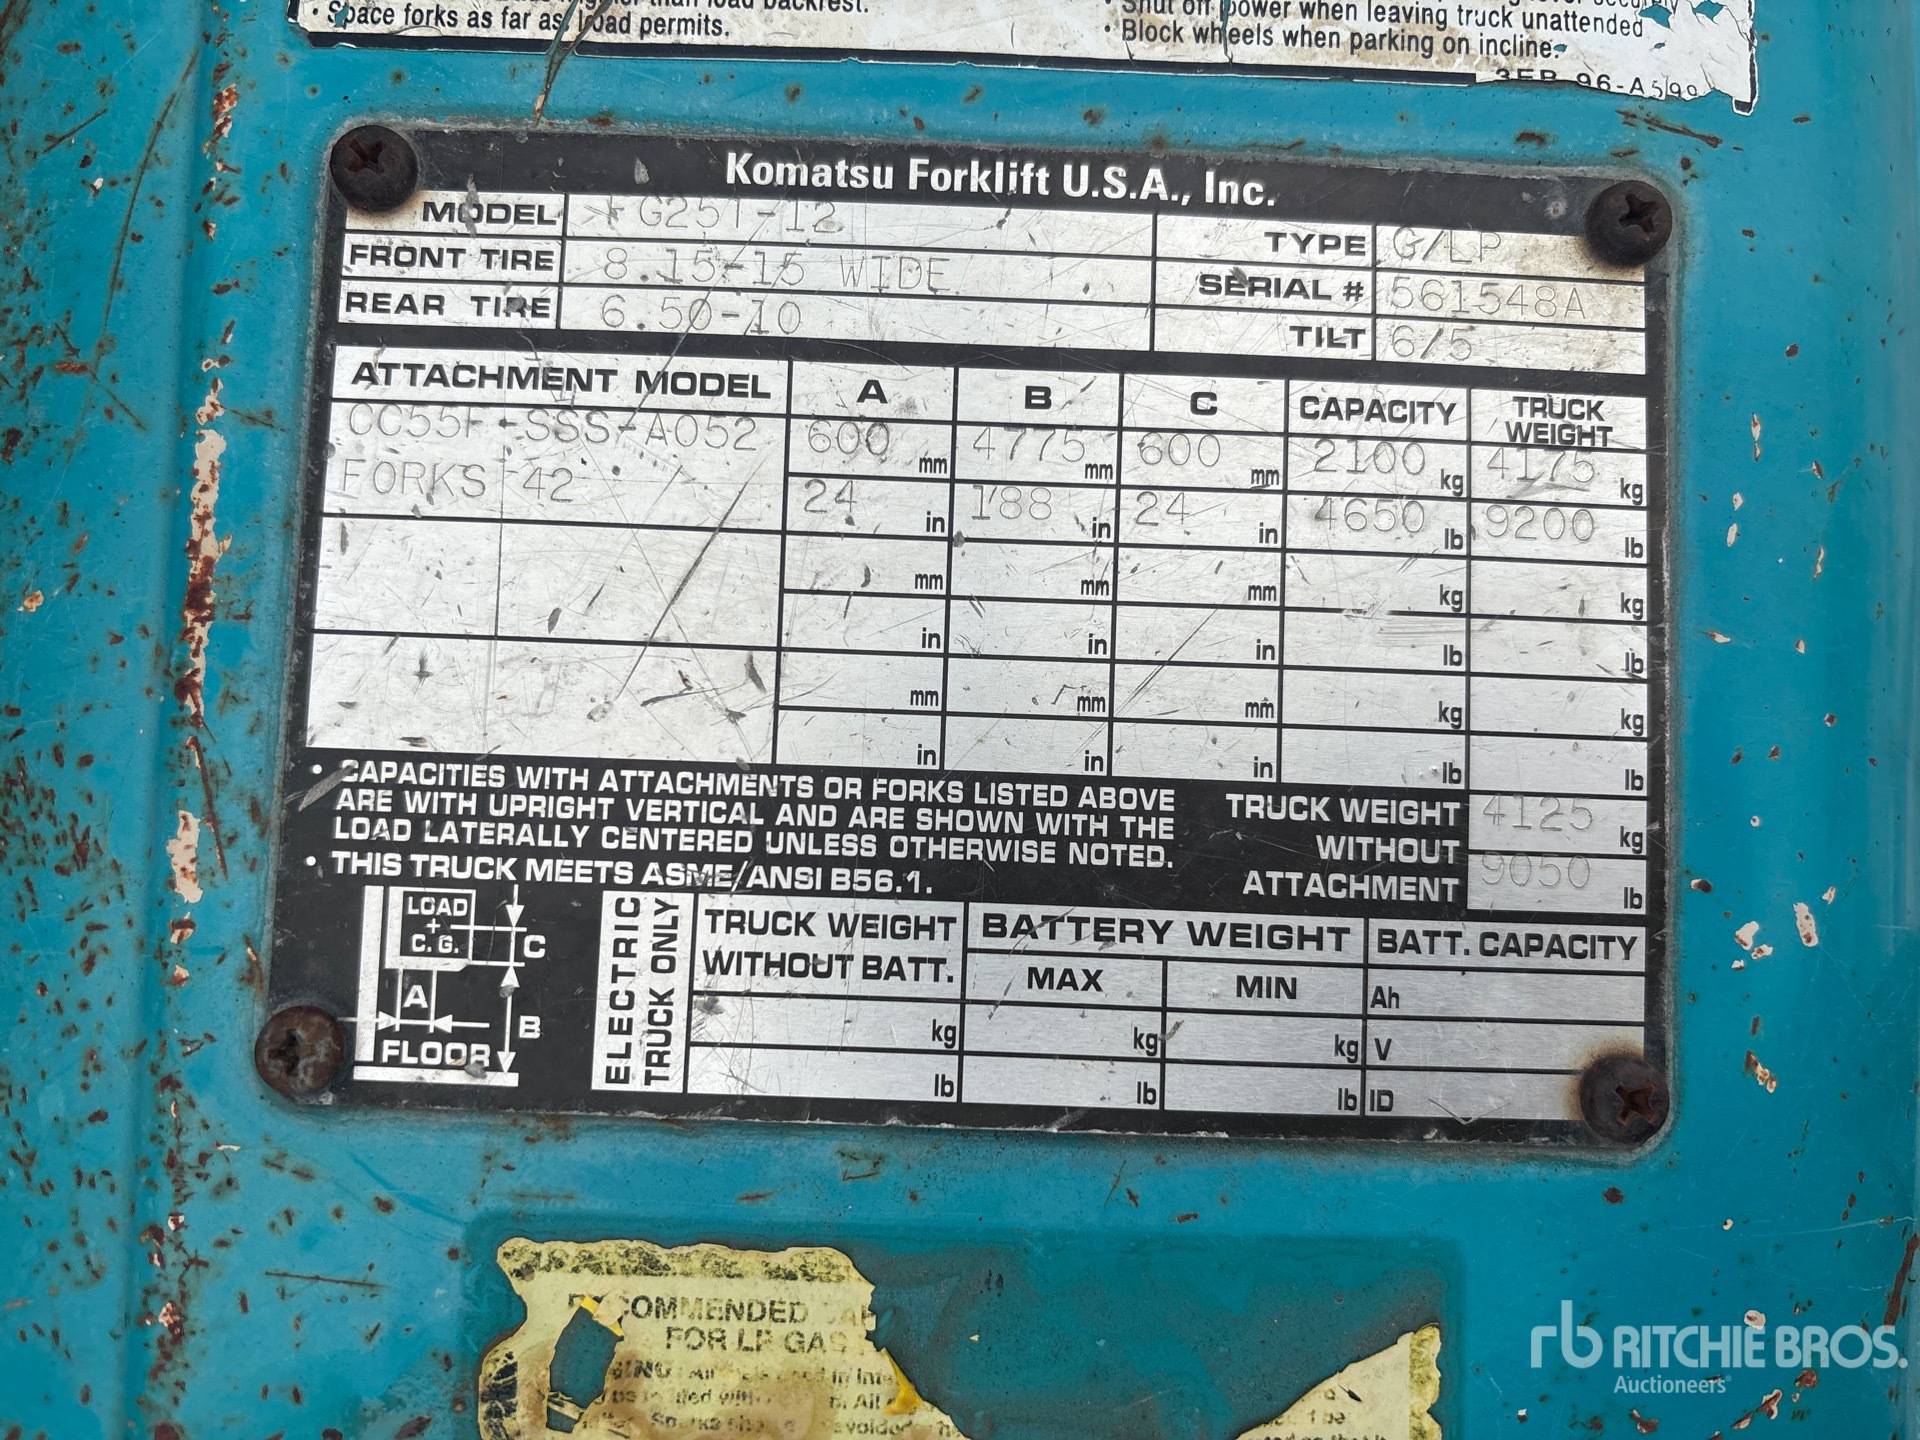 than load backrest.
· Space forks as far as load permits.
· Shut off power when leaving truck unattended
· Block wheels when parking on incline.
3EB 96-A
Komatsu Forklift U.S.A., Inc.
MODEL FG25T-12 TYPE G/LP
FRONT TIRE 8.15-15 WIDE SERIAL # 561548A
REAR TIRE 6.50-10 TILT 6/5
ATTACHMENT MODEL A B C CAPACITY TRUCK WEIGHT
CC55F-SSS-A052 600 mm 4775 mm 600 mm 2100 kg 4175 kg
FORKS 42 24 in 188 in 24 in 4650 lb 9200 lb
mm mm mm kg kg
in in in lb lb
mm mm mm kg kg
in in in lb lb
• CAPACITIES WITH ATTACHMENTS OR FORKS LISTED ABOVE
ARE WITH UPRIGHT VERTICAL AND ARE SHOWN WITH THE
LOAD LATERALLY CENTERED UNLESS OTHERWISE NOTED.
• THIS TRUCK MEETS ASME/ANSI B56.1.
TRUCK WEIGHT 4125 kg
WITHOUT
ATTACHMENT 9050 lb
LOAD
+
C.G.
C
A
B
FLOOR
ELECTRIC
TRUCK ONLY
TRUCK WEIGHT
WITHOUT BATT.
BATTERY WEIGHT
BATT. CAPACITY
MAX MIN
Ah
kg kg kg V
lb lb lb ID
RECOMMENDED
FOR LP GAS
rb RITCHIE BROS.
Auctioneers